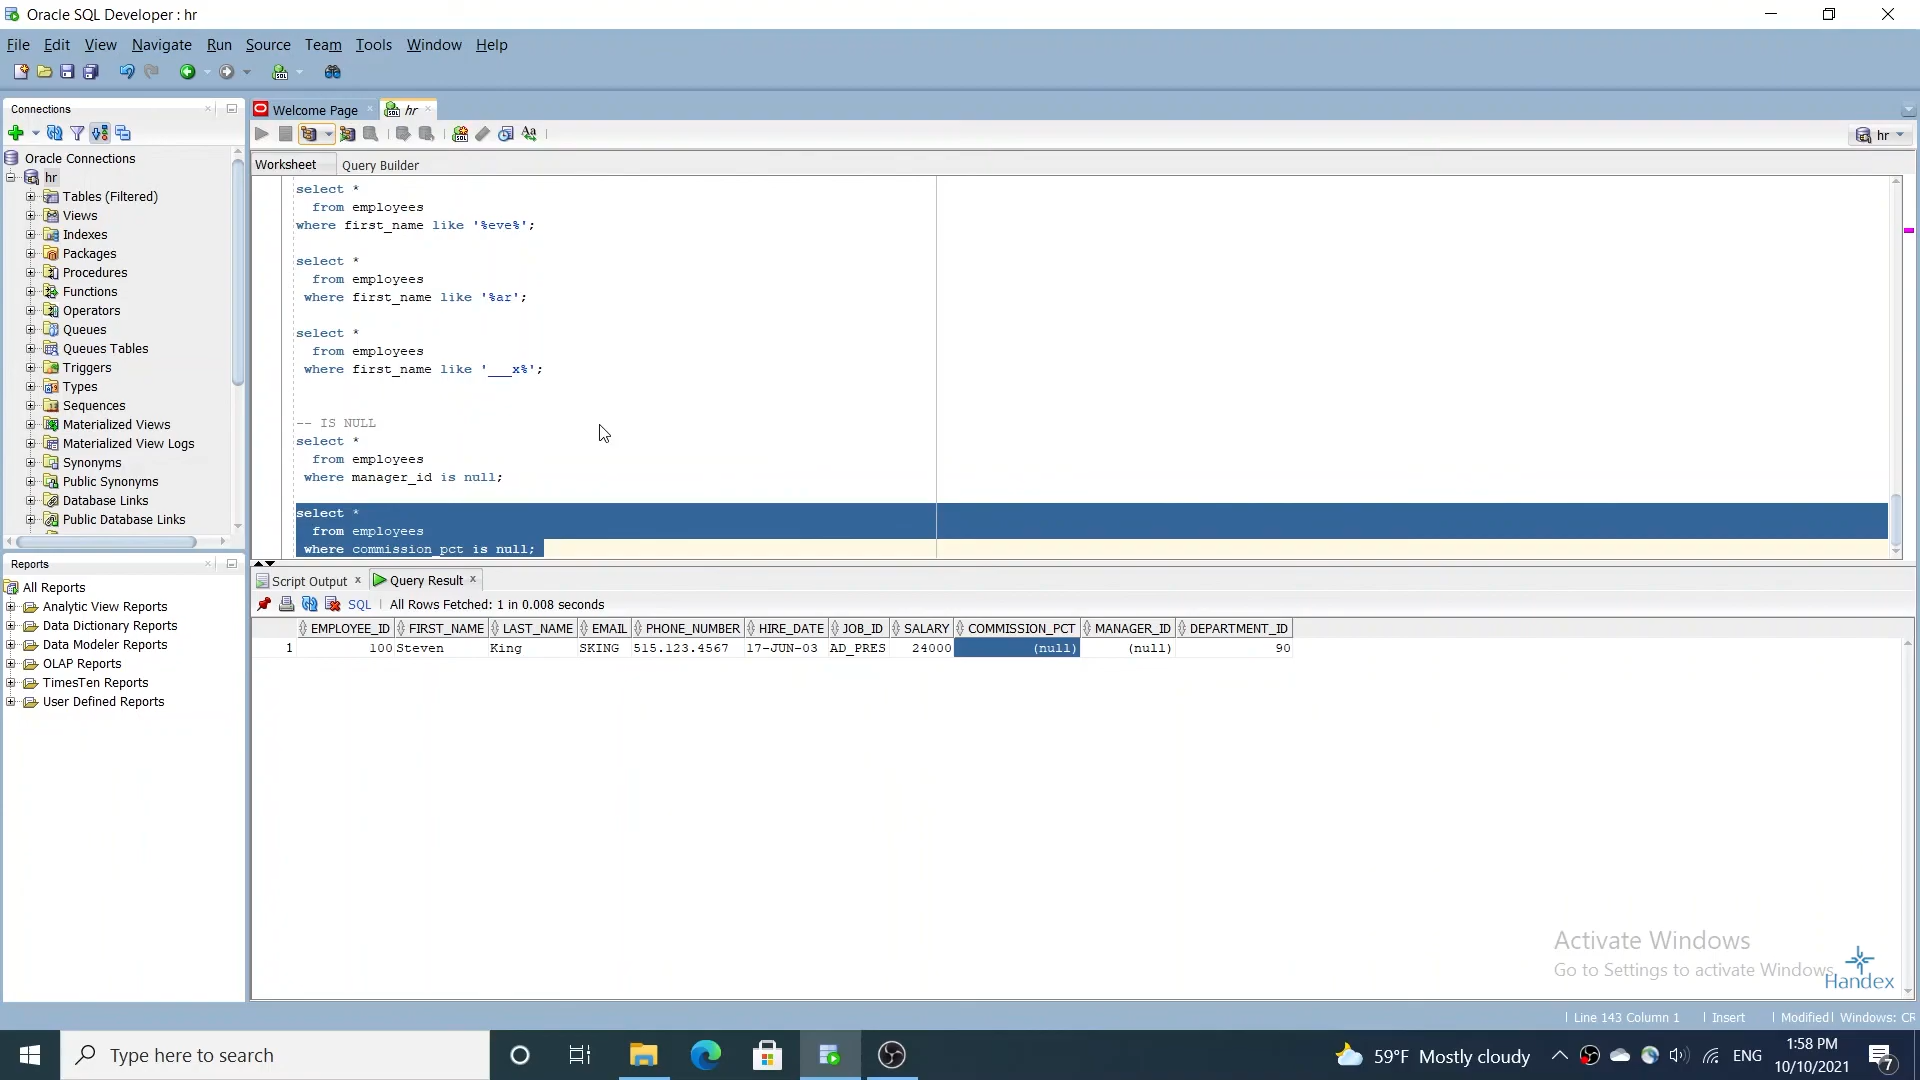 Oracle SQL Developer : hr
File Edit View Navigate Run Source Team Tools Window Help
Connections
Welcome Page
hr
hr
Worksheet Query Builder
Oracle Connections
hr
Tables (Filtered)
Views
Indexes
Packages
Procedures
Functions
Operators
Queues
Queues Tables
Triggers
Types
Sequences
Materialized Views
Materialized View Logs
Synonyms
Public Synonyms
Database Links
Public Database Links
select *
from employees
where first_name like '%eve%';
select *
from employees
where first_name like '%ar';
select *
from employees
where first_name like '___x%';
-- IS NULL
select *
from employees
where manager_id is null;
select *
from employees
where commission_pct is null;
Reports
All Reports
Analytic View Reports
Data Dictionary Reports
Data Modeler Reports
OLAP Reports
TimesTen Reports
User Defined Reports
Script Output Query Result
SQL All Rows Fetched: 1 in 0.008 seconds
EMPLOYEE_ID FIRST_NAME LAST_NAME EMAIL PHONE_NUMBER HIRE_DATE JOB_ID SALARY COMMISSION_PCT MANAGER_ID DEPARTMENT_ID
1 100 Steven King SKING 515.123.4567 17-JUN-03 AD_PRES 24000 (null) (null) 90
Activate Windows
Go to Settings to activate Windows.
Handex
Line 143 Column 1 Insert Modified Windows: CR
Type here to search
59°F Mostly cloudy
ENG
1:58 PM
10/10/2021
7